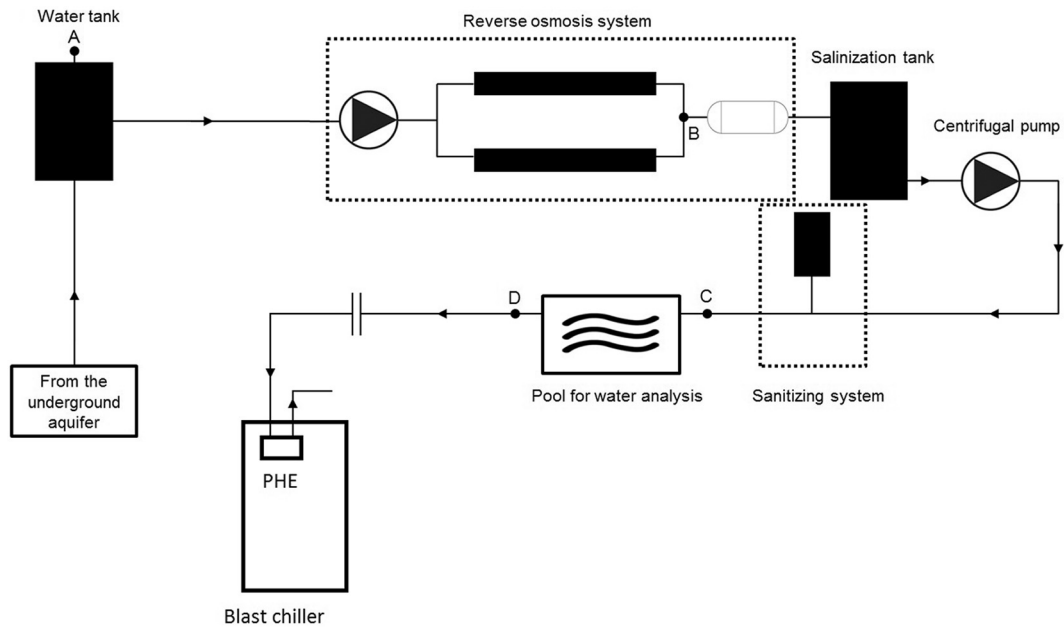 Water tank
A
Reverse osmosis system
B
Salinization tank
Centrifugal pump
D
C
Pool for water analysis
Sanitizing system
From the
underground
aquifer
PHE
Blast chiller